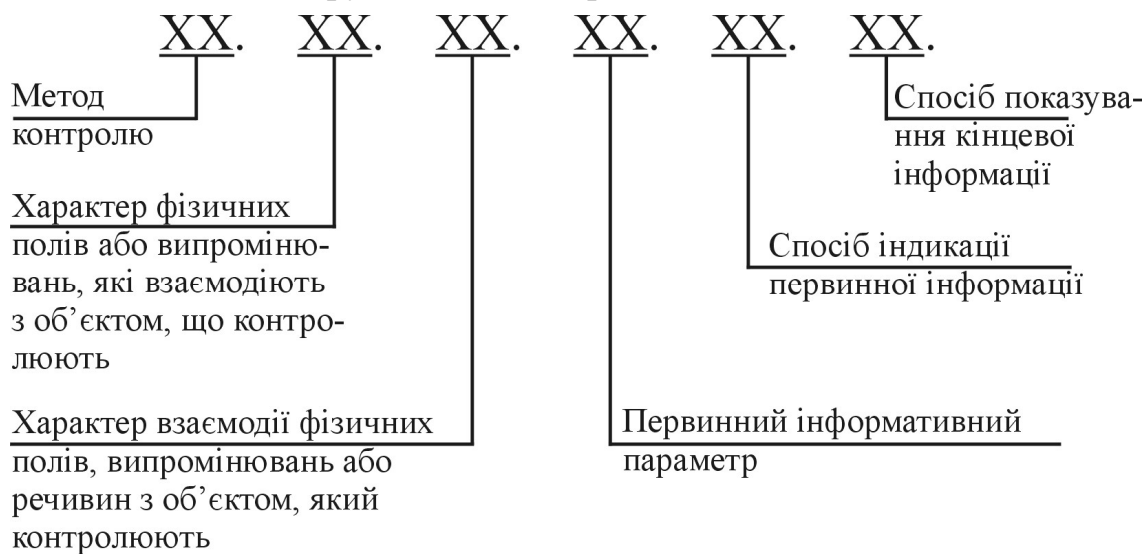 XX. XX. XX. XX. XX. XX.
Метод
контролю
Характер фізичних
полів або випроміню-
вань, які взаємодіють
з об’єктом, що контро-
люють
Характер взаємодії фізичних
полів, випромінювань або
речивин з об’єктом, який
контролюють
Первинний інформативний
параметр
Спосіб індикації
первинної інформації
Спосіб показува-
ння кінцевої
інформації